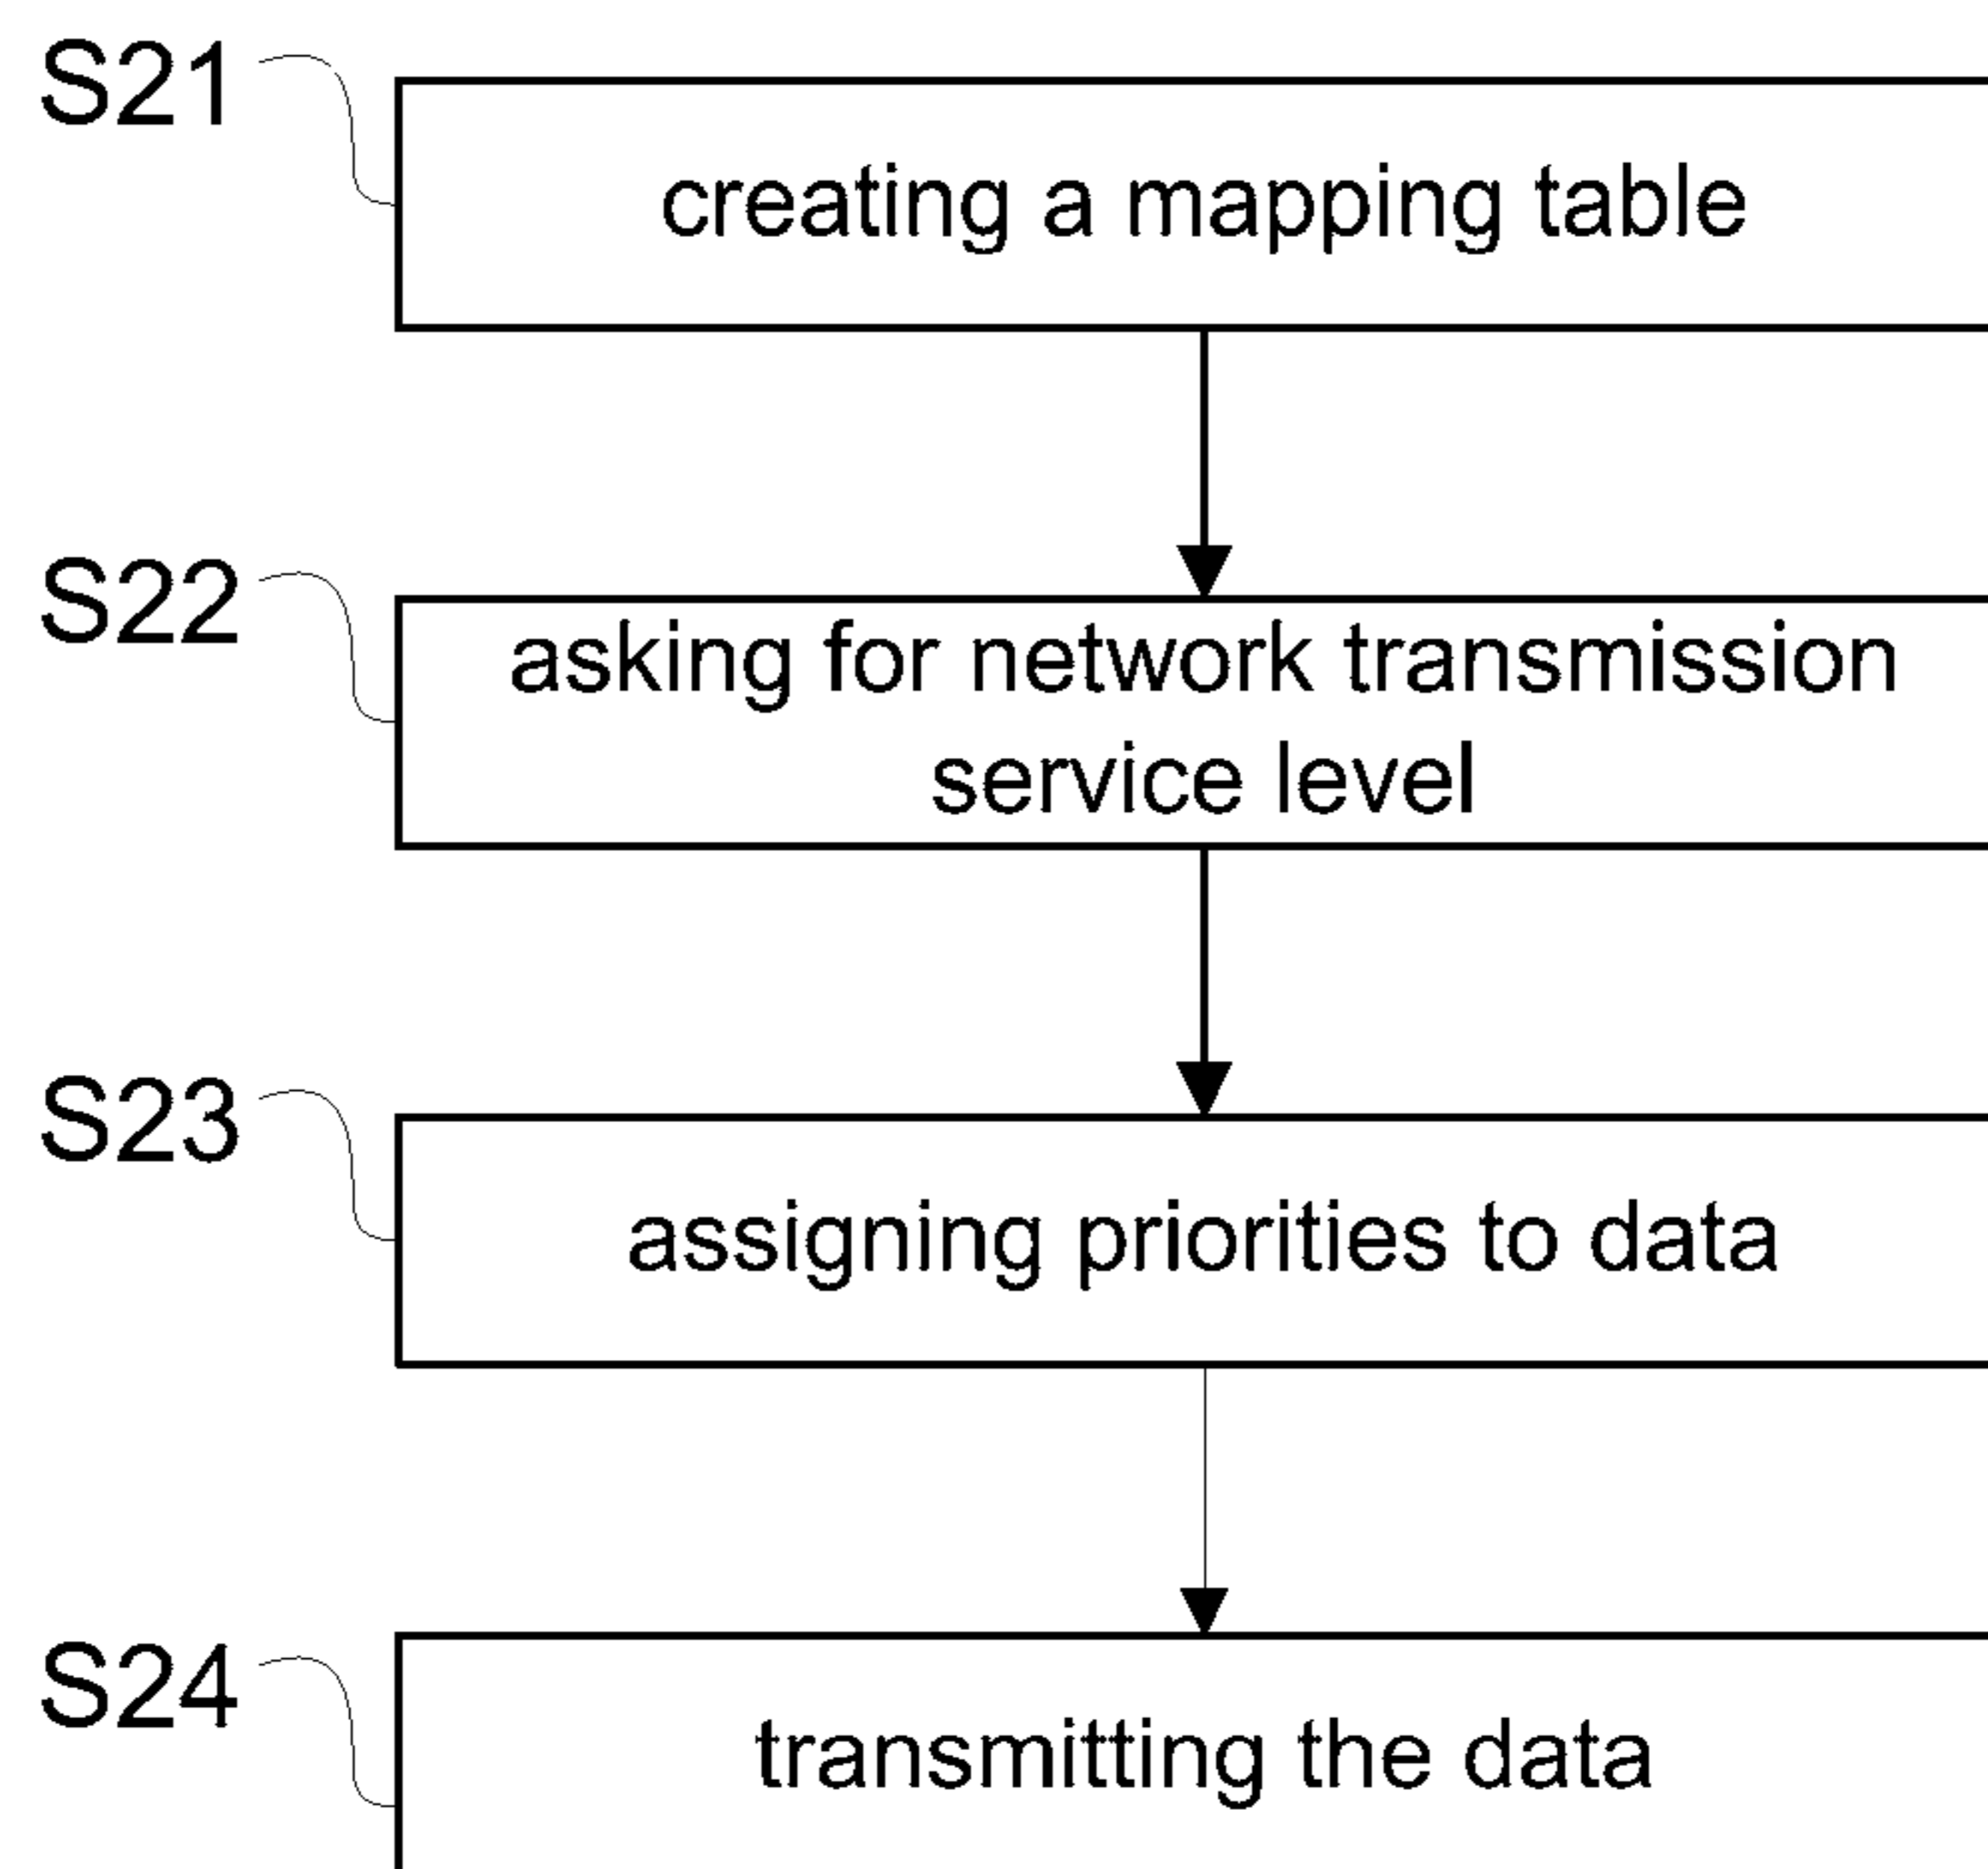 S21
creating a mapping table
S22
asking for network transmission
service level
S23
assigning priorities to data
S24
transmitting the data